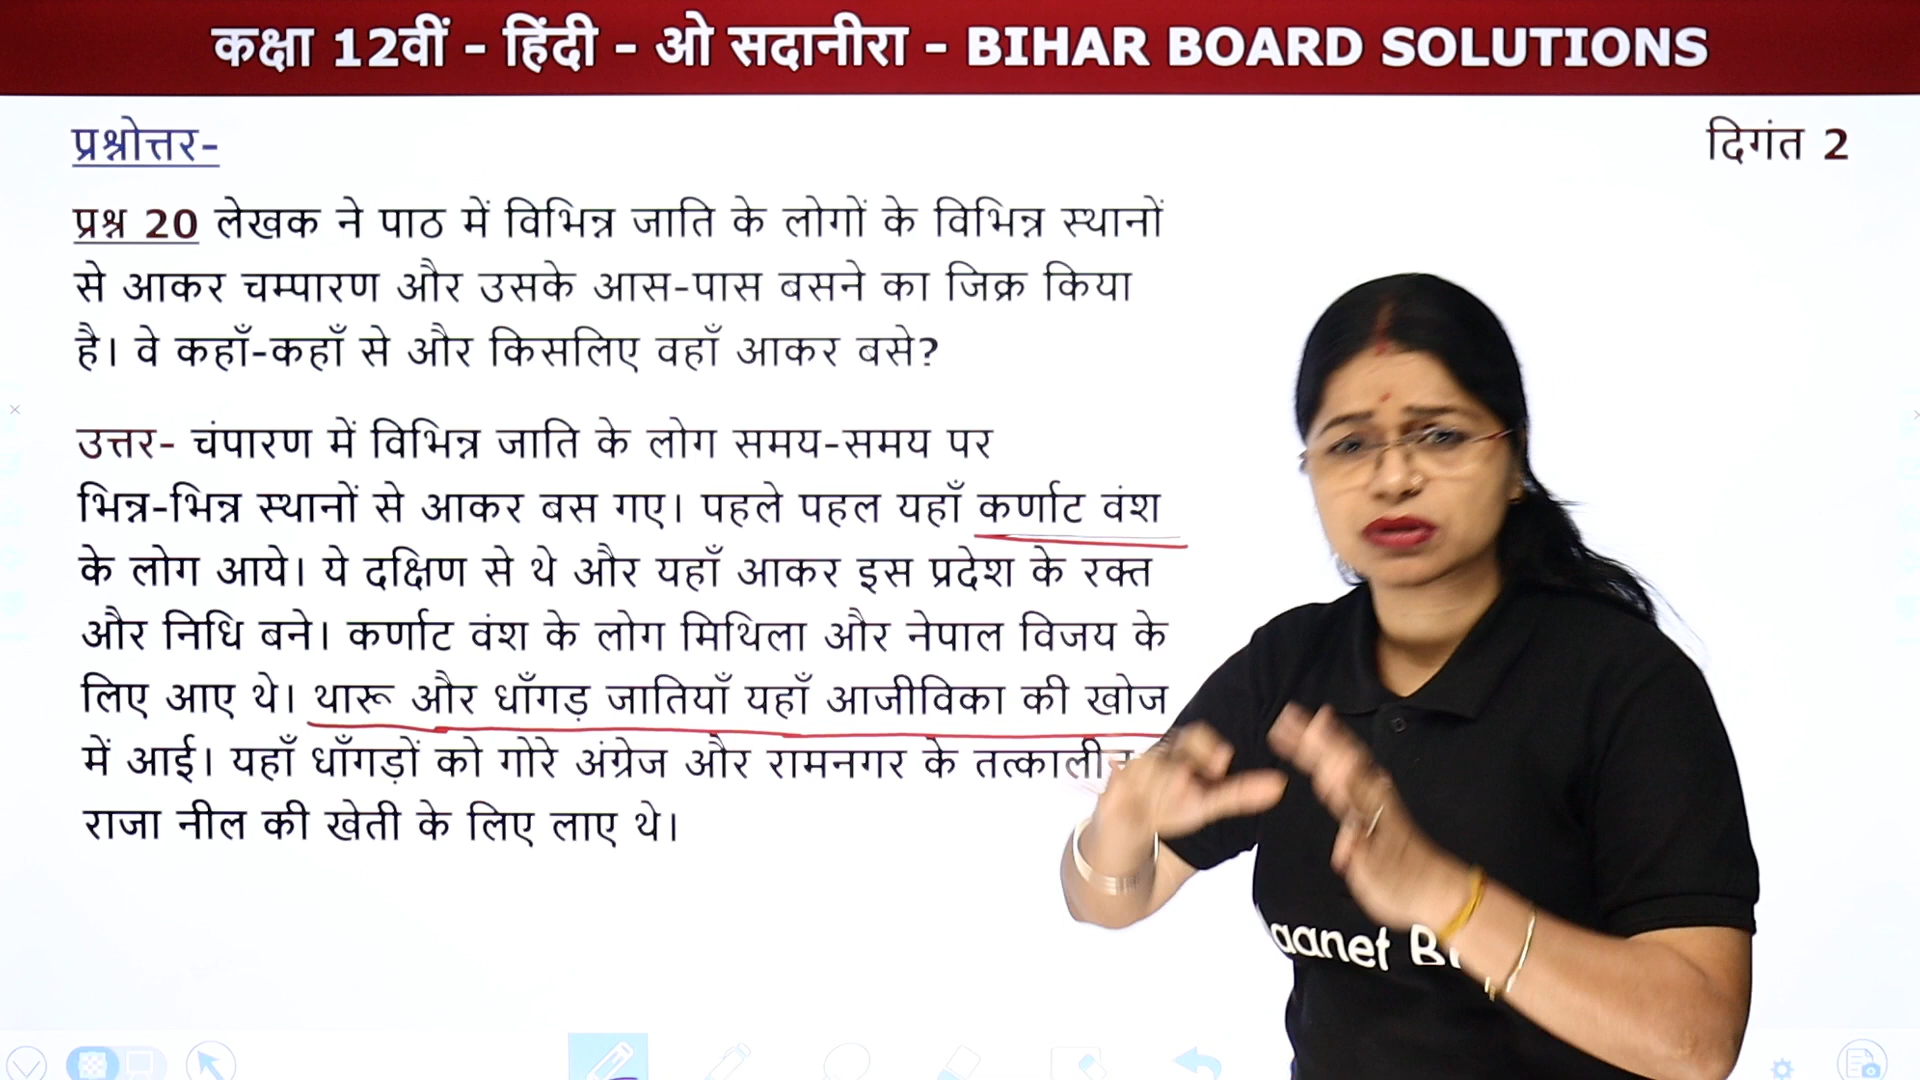 कक्षा 12वीं - हिंदी - ओ सदानीरा - BIHAR BOARD SOLUTIONS
प्रश्नोत्तर-
दिगंत 2
प्रश्न 20 लेखक ने पाठ में विभिन्न जाति के लोगों के विभिन्न स्थानों
से आकर चम्पारण और उसके आस-पास बसने का जिक्र किया
है। वे कहाँ-कहाँ से और किसलिए वहाँ आकर बसे?
उत्तर- चंपारण में विभिन्न जाति के लोग समय-समय पर
भिन्न-भिन्न स्थानों से आकर बस गए। पहले पहल यहाँ कर्णाट वंश
के लोग आये। ये दक्षिण से थे और यहाँ आकर इस प्रदेश के रक्त
और निधि बने। कर्णाट वंश के लोग मिथिला और नेपाल विजय के
लिए आए थे। थारू और धाँगड़ जातियाँ यहाँ आजीविका की खोज
में आई। यहाँ धाँगड़ों को गोरे अंग्रेज और रामनगर के तत्कालीन
राजा नील की खेती के लिए लाए थे।